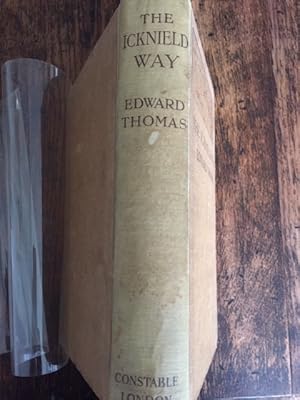 THE
ICKNIELD
WAY
EDWARD
THOMAS
CONSTABLE
LONDON